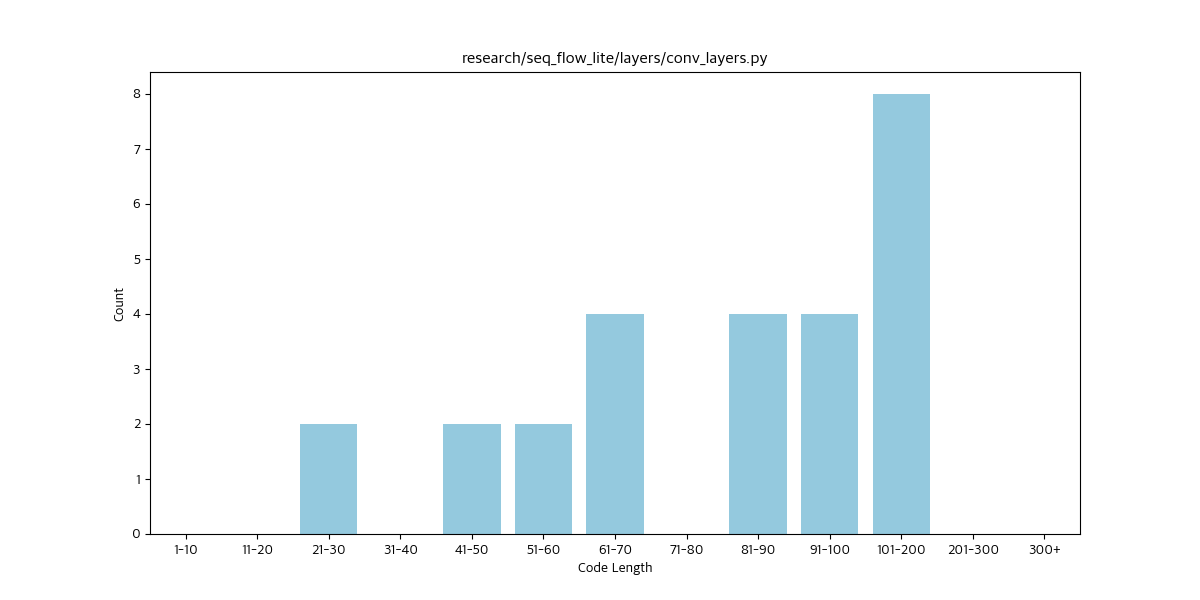 research/seq_flow_lite/layers/conv_layers.py
8
7
6
5
4
3
2
1
0
Count
1-10 11-20 21-30 31-40 41-50 51-60 61-70 71-80 81-90 91-100 101-200 201-300 300+
Code Length